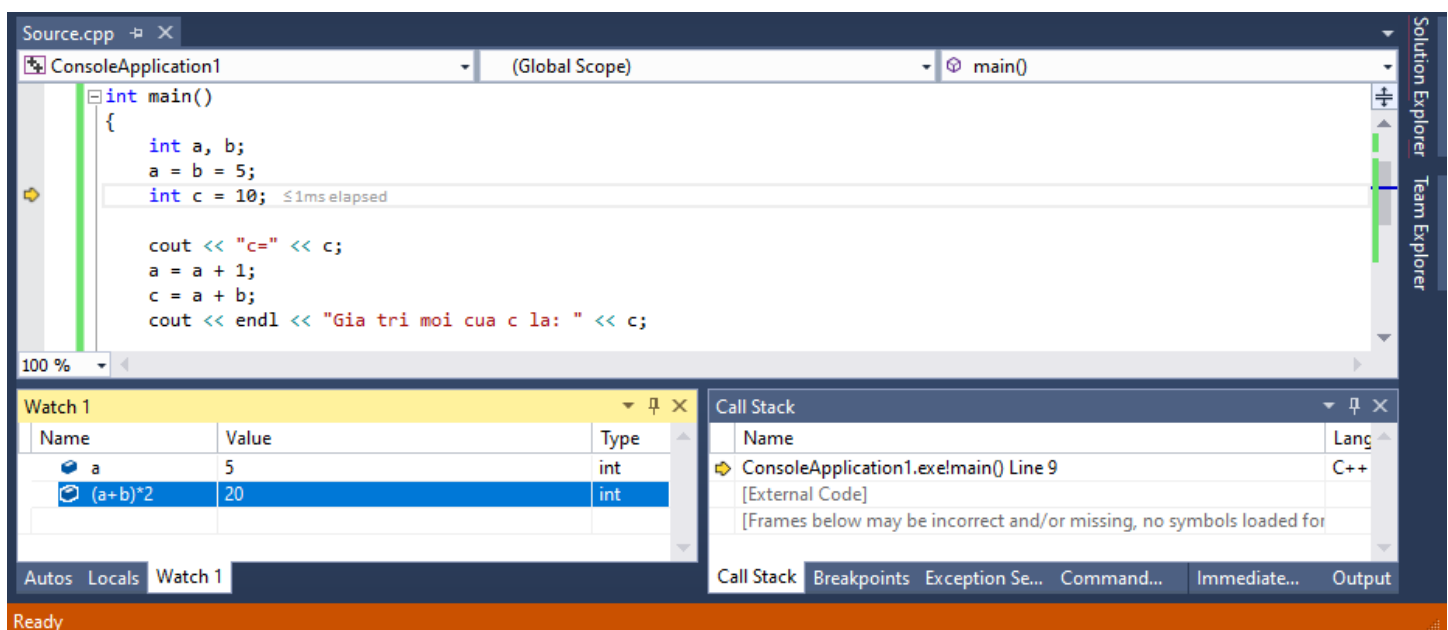 Source.cpp
ConsoleApplication1 (Global Scope) main()
int main()
{
int a, b;
a = b = 5;
int c = 10; ≤1ms elapsed
cout << "c=" << c;
a = a + 1;
c = a + b;
cout << endl << "Gia tri moi cua c la: " << c;
100 %
Solution Explorer
Team Explorer
Watch 1
Name Value Type
a 5 int
(a+b)*2 20 int
Autos Locals Watch 1
Call Stack
Name Lang
ConsoleApplication1.exe!main() Line 9 C++
[External Code]
[Frames below may be incorrect and/or missing, no symbols loaded for
Call Stack Breakpoints Exception Se... Command... Immediate... Output
Ready